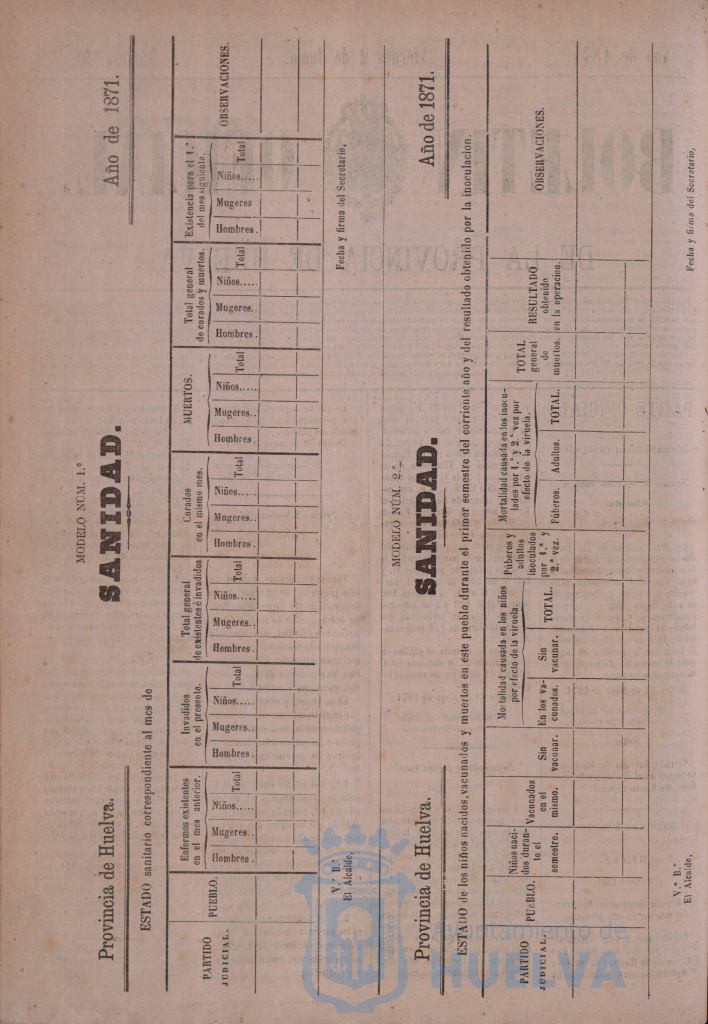 MODELO NÚM. 1.º
Provincia de Huelva.
SANIDAD.
Año de 1871.
ESTADO sanitario correspondiente al mes de
PARTIDO
JUDICIAL.
PUEBLO.
Enfermos existentes
en el mes anterior.
Hombres.
Mugeres..
Niños.....
Total
Invadidos
en el presente.
Hombres.
Mugeres..
Niños.....
Total
Total general
de existentes é invadidos
Hombres.
Mugeres..
Niños.....
Total
Curados
en el mismo mes.
Hombres.
Mugeres..
Niños.....
Total
MUERTOS.
Hombres.
Mugeres..
Niños.....
Total
Total general
de curados y muertos.
Hombres.
Mugeres.
Niños.....
Total
Existencia para el 1.º
del mes siguiente.
Hombres.
Mugeres
Niños.....
Total
OBSERVACIONES.
V.º B.º
El Alcalde,
Fecha y firma del Secretario,
MODELO NUM. 2.º
Provincia de Huelva.
SANIDAD.
Año de 1871.
ESTADO de los niños nacidos, vacunados y muertos en este pueblo durante el primer semestre del corriente año y del resultado obtenido por la inoculacion.
PARTIDO
JUDICIAL.
PUEBLO.
Niños naci-
dos duran-
te el
semestre.
Vacunados
en el
mismo.
Sin
vacunar.
Mortalidad causada en los niños
por efecto de la viruela.
En los va-
cunados.
Sin
vacunar.
TOTAL.
Púberos y
adultos
inoculados
por 1.ª y
2.ª vez.
Mortalidad causada en los inocu-
lados por 1.ª y 2.ª vez por
efecto de la viruela.
Púberos.
Adultos.
TOTAL.
TOTAL
general
de
muertos.
RESULTADO
obtenido
en la operacion.
OBSERVACIONES.
V.º B.º
El Alcalde,
Fecha y firma del Secretario,
Ayuntamiento de
HUELVA